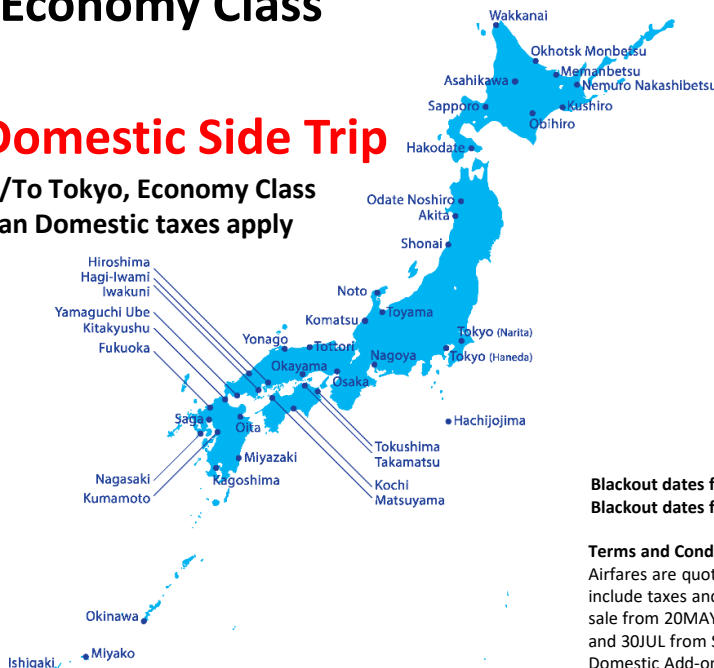 Economy Class
Domestic Side Trip
/To Tokyo, Economy Class
an Domestic taxes apply
Wakkanai
Okhotsk Monbetsu
Memanbetsu
Asahikawa
Nemuro Nakashibetsu
Sapporo
Kushiro
Obihiro
Hakodate
Odate Noshiro
Akita
Shonai
Hiroshima
Hagi-Iwami
Iwakuni
Yamaguchi Ube
Kitakyushu
Fukuoka
Noto
Toyama
Komatsu
Yonago
Tottori
Tokyo (Narita)
Tokyo (Haneda)
Nagoya
Okayama
Osaka
Saga
Oita
Hachijojima
Tokushima
Takamatsu
Miyazaki
Nagasaki
Kagoshima
Kumamoto
Kochi
Matsuyama
Blackout dates f
Blackout dates f
Terms and Cond
Airfares are quot
include taxes and
sale from 20MAY
and 30JUL from S
Domestic Add-on
Okinawa
Miyako
Ishigaki